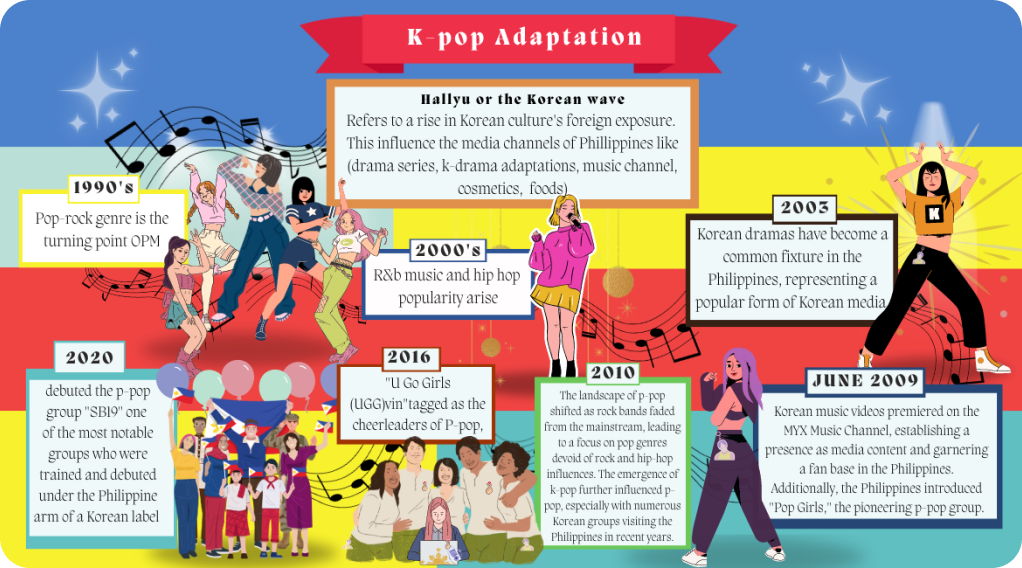 K-pop Adaptation
Hallyu or the Korean wave
Refers to a rise in Korean culture's foreign exposure.
This influence the media channels of Phillippines like
(drama series, k-drama adaptations, music channel,
cosmetics, foods)
1990's
Pop-rock genre is the
turning point OPM
2000's
R&b music and hip hop
popularity arise
2003
Korean dramas have become a
common fixture in the
Philippines, representing a
popular form of Korean media
K
JUNE 2009
Korean music videos premiered on the
MYX Music Channel, establishing a
presence as media content and garnering
a fan base in the Philippines.
Additionally, the Philippines introduced
"Pop Girls," the pioneering p-pop group.
2010
The landscape of p-pop
shifted as rock bands faded
from the mainstream, leading
to a focus on pop genres
devoid of rock and hip-hop
influences. The emergence of
k-pop further influenced p-
pop, especially with numerous
Korean groups visiting the
Philippines in recent years.
2016
"U Go Girls
(UGG)vin"tagged as the
cheerleaders of P-pop,
2020
debuted the p-pop
group "SB19" one
of the most notable
groups who were
trained and debuted
under the Philippine
arm of a Korean label